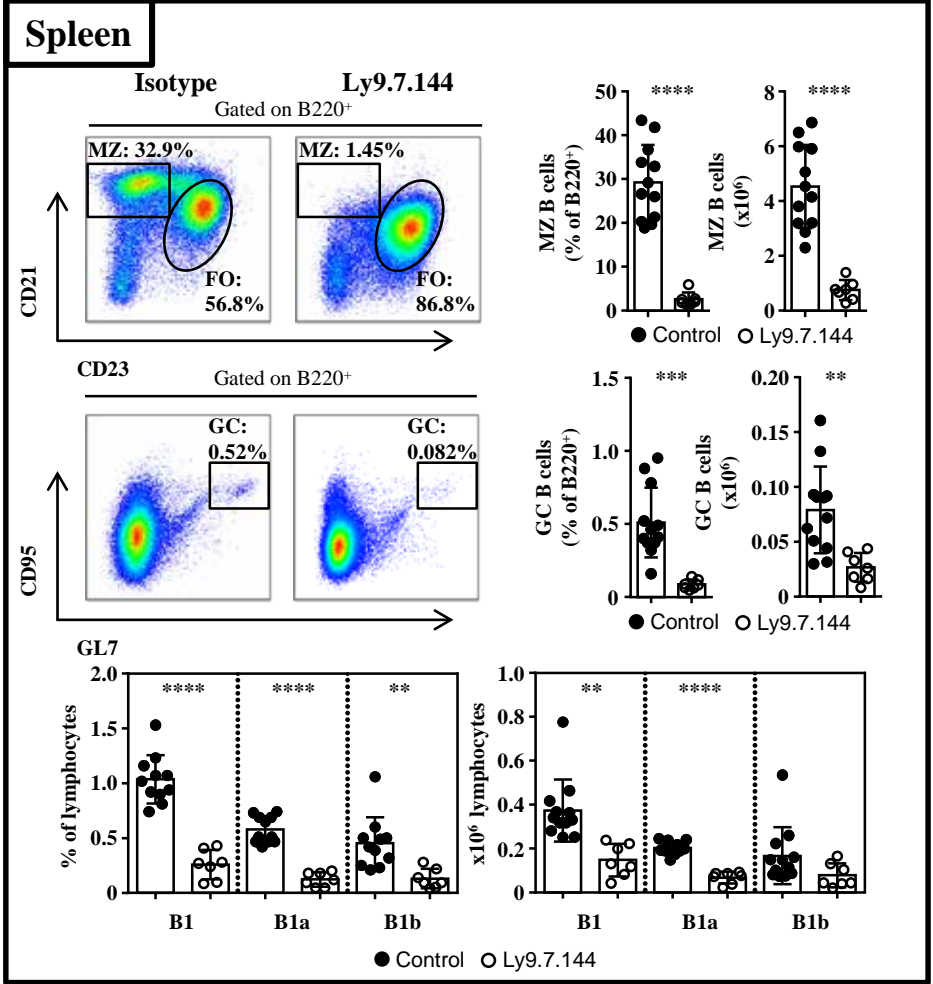 Spleen
Isotype
Ly9.7.144
Gated on B220+
MZ: 32.9%
MZ: 1.45%
FO:
56.8%
FO:
86.8%
CD21
CD23
50
40
30
20
10
0
MZ B cells
(% of B220+)
****
8
6
4
2
0
MZ B cells
(x10⁶)
****
Control
Ly9.7.144
Gated on B220+
GC:
0.52%
GC:
0.082%
CD95
GL7
1.5
1.0
0.5
0
GC B cells
(% of B220+)
***
0.20
0.15
0.10
0.05
0
GC B cells
(x10⁶)
**
Control
Ly9.7.144
2.0
1.5
1.0
0.5
0
% of lymphocytes
****
****
**
B1
B1a
B1b
1.0
0.8
0.6
0.4
0.2
0
x10⁶ lymphocytes
**
****
B1
B1a
B1b
Control
Ly9.7.144